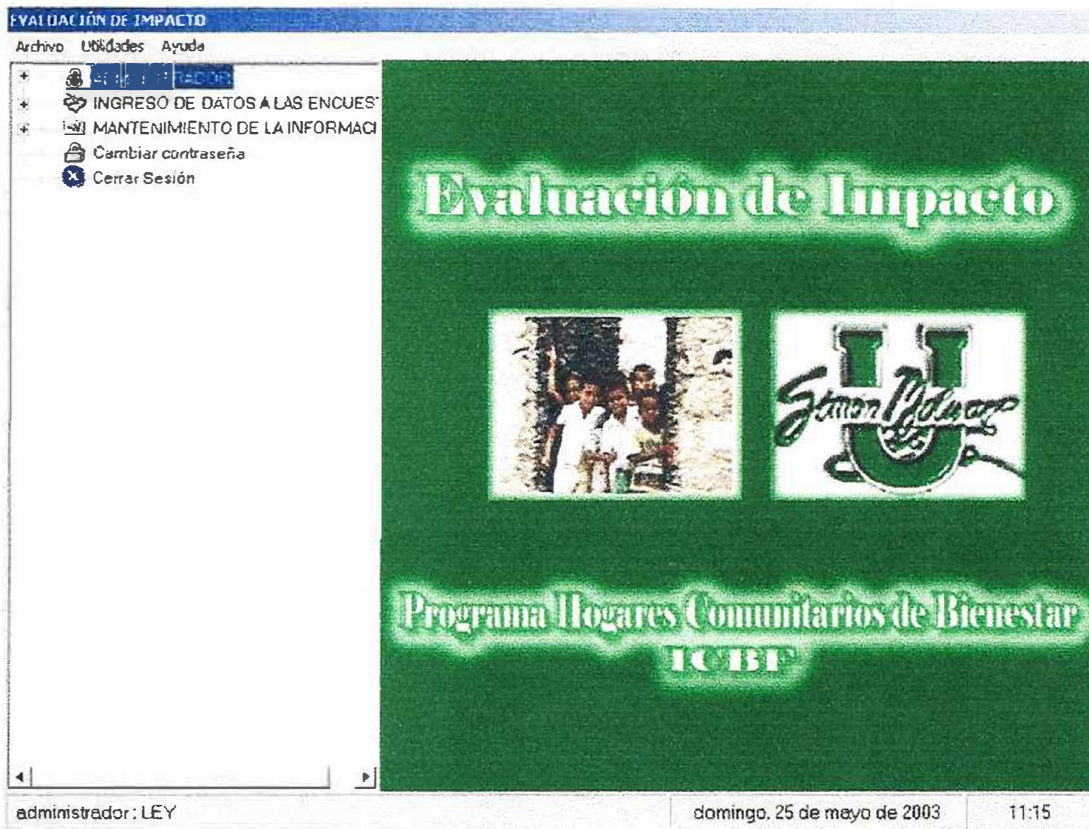 EVALUACIÓN DE IMPACTO
Archivo Utilidades Ayuda
INGRESO DE DATOS A LAS ENCUEST
MANTENIMIENTO DE LA INFORMACI
Cambiar contraseña
Cerrar Sesión
Evaluación de Impacto
U
Simón Bolívar
Programa Hogares Comunitarios de Bienestar
ICBF
administrador: LEY
domingo, 25 de mayo de 2003
11:15